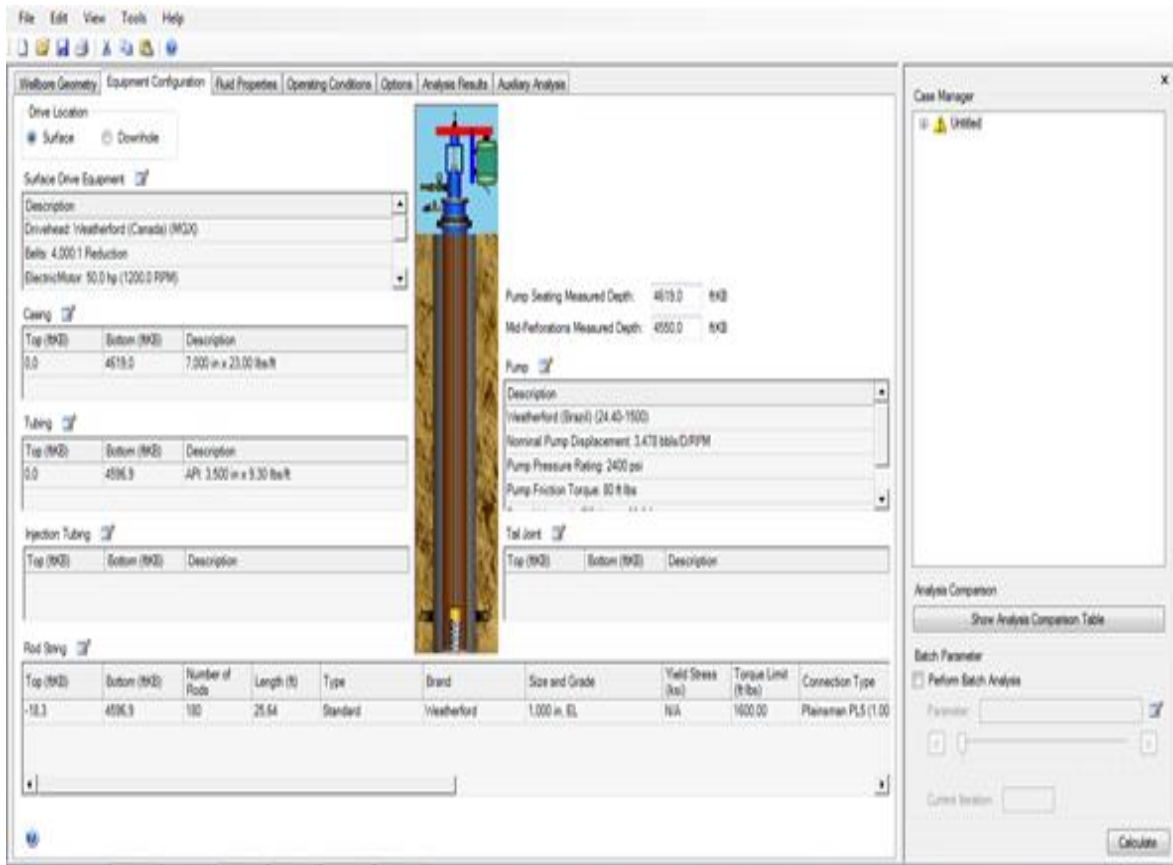 File Edit View Tools Help
Wellbore Geometry Equipment Configuration Fluid Properties Operating Conditions Options Analysis Results Auxiliary Analysis
Drive Location
Surface Downhole
Surface Drive Equipment
Description
Drivehead: Weatherford (Canada) (MGX)
Belts: 4.000:1 Reduction
ElectricMotor: 50.0 hp (1200.0 RPM)
Casing
Top (ftKB) Bottom (ftKB) Description
0.0 4619.0 7.000 in x 23.00 lbs/ft
Tubing
Top (ftKB) Bottom (ftKB) Description
0.0 4596.9 API: 3.500 in x 9.30 lbs/ft
Injection Tubing
Top (ftKB) Bottom (ftKB) Description
Pump Seating Measured Depth: 4619.0 ftKB
Mid-Perforations Measured Depth: 4550.0 ftKB
Pump
Description
Weatherford (Brazil) (24.40-1500)
Nominal Pump Displacement: 3.478 bbls/D/RPM
Pump Pressure Rating: 2400 psi
Pump Friction Torque: 80 ft lbs
Tail Joint
Top (ftKB) Bottom (ftKB) Description
Rod String
Top (ftKB) Bottom (ftKB) Number of Rods Length (ft) Type Brand Size and Grade Yield Stress (ksi) Torque Limit (ft lbs) Connection Type
-18.3 4596.9 180 25.64 Standard Weatherford 1.000 in, EL N/A 1600.00 Plainsman PLS (1.00
Case Manager
Untitled
Analysis Comparison
Show Analysis Comparison Table
Batch Parameter
Perform Batch Analysis
Parameter:
Current Iteration:
Calculate